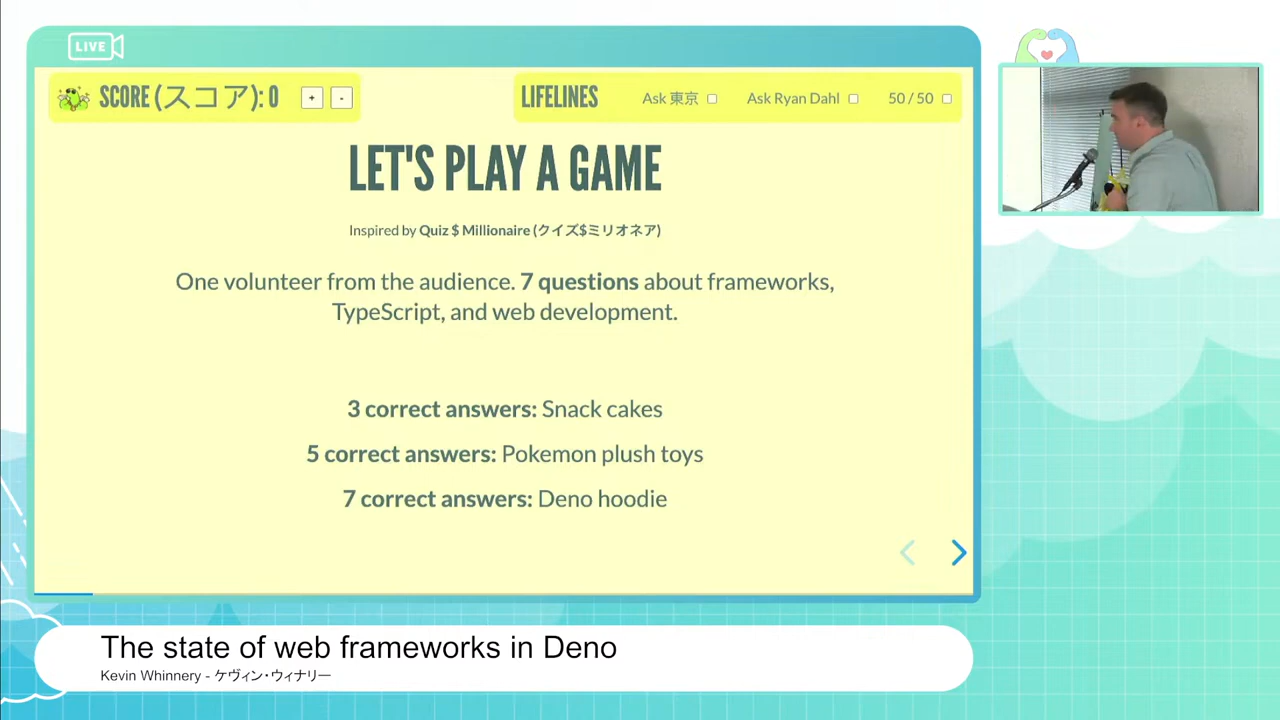 LIVE
SCORE (スコア): 0 + -
LIFELINES Ask 東京 Ask Ryan Dahl 50 / 50
LET'S PLAY A GAME
Inspired by Quiz $ Millionaire (クイズ$ミリオネア)
One volunteer from the audience. 7 questions about frameworks,
TypeScript, and web development.
3 correct answers: Snack cakes
5 correct answers: Pokemon plush toys
7 correct answers: Deno hoodie
The state of web frameworks in Deno
Kevin Whinnery - ケヴィン・ウィナリー